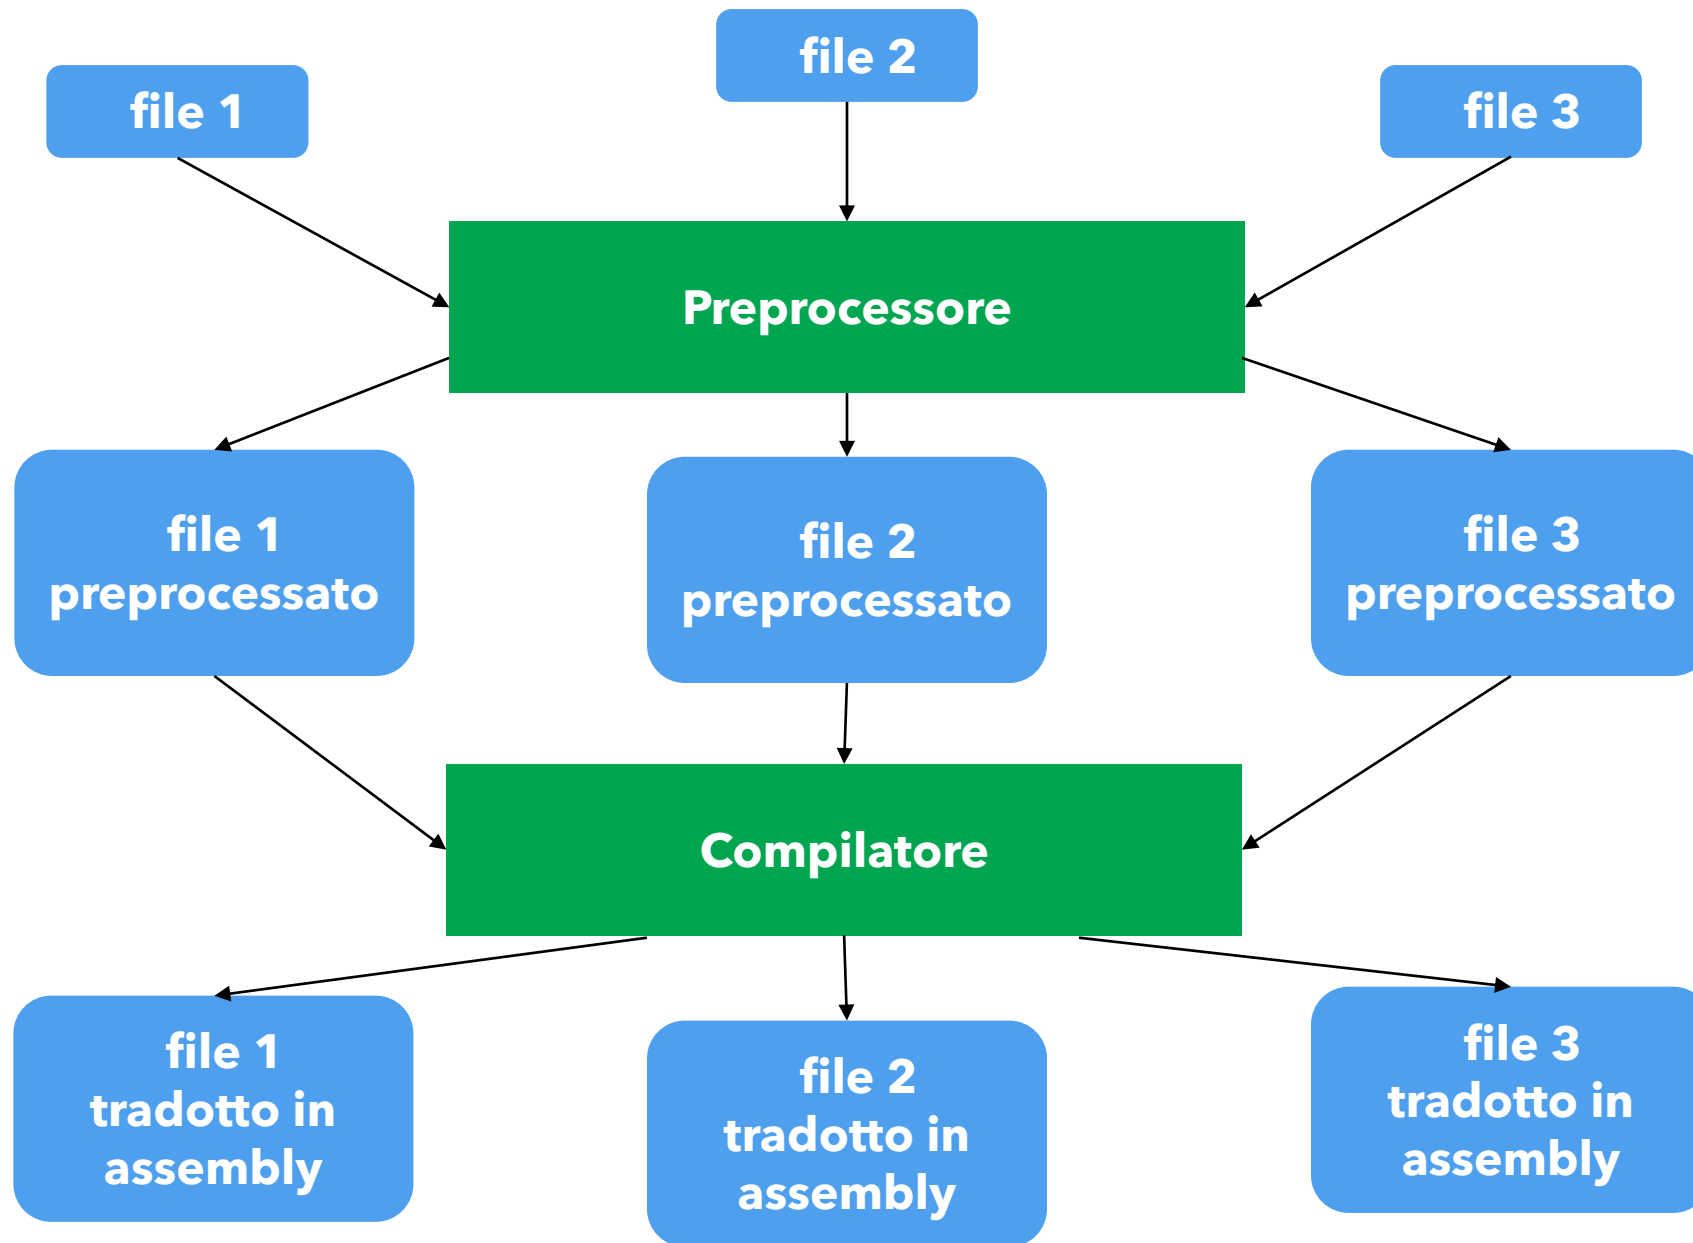 file 1
file 2
file 3
Preprocessore
file 1
preprocessato
file 2
preprocessato
file 3
preprocessato
Compilatore
file 1
tradotto in
assembly
file 2
tradotto in
assembly
file 3
tradotto in
assembly